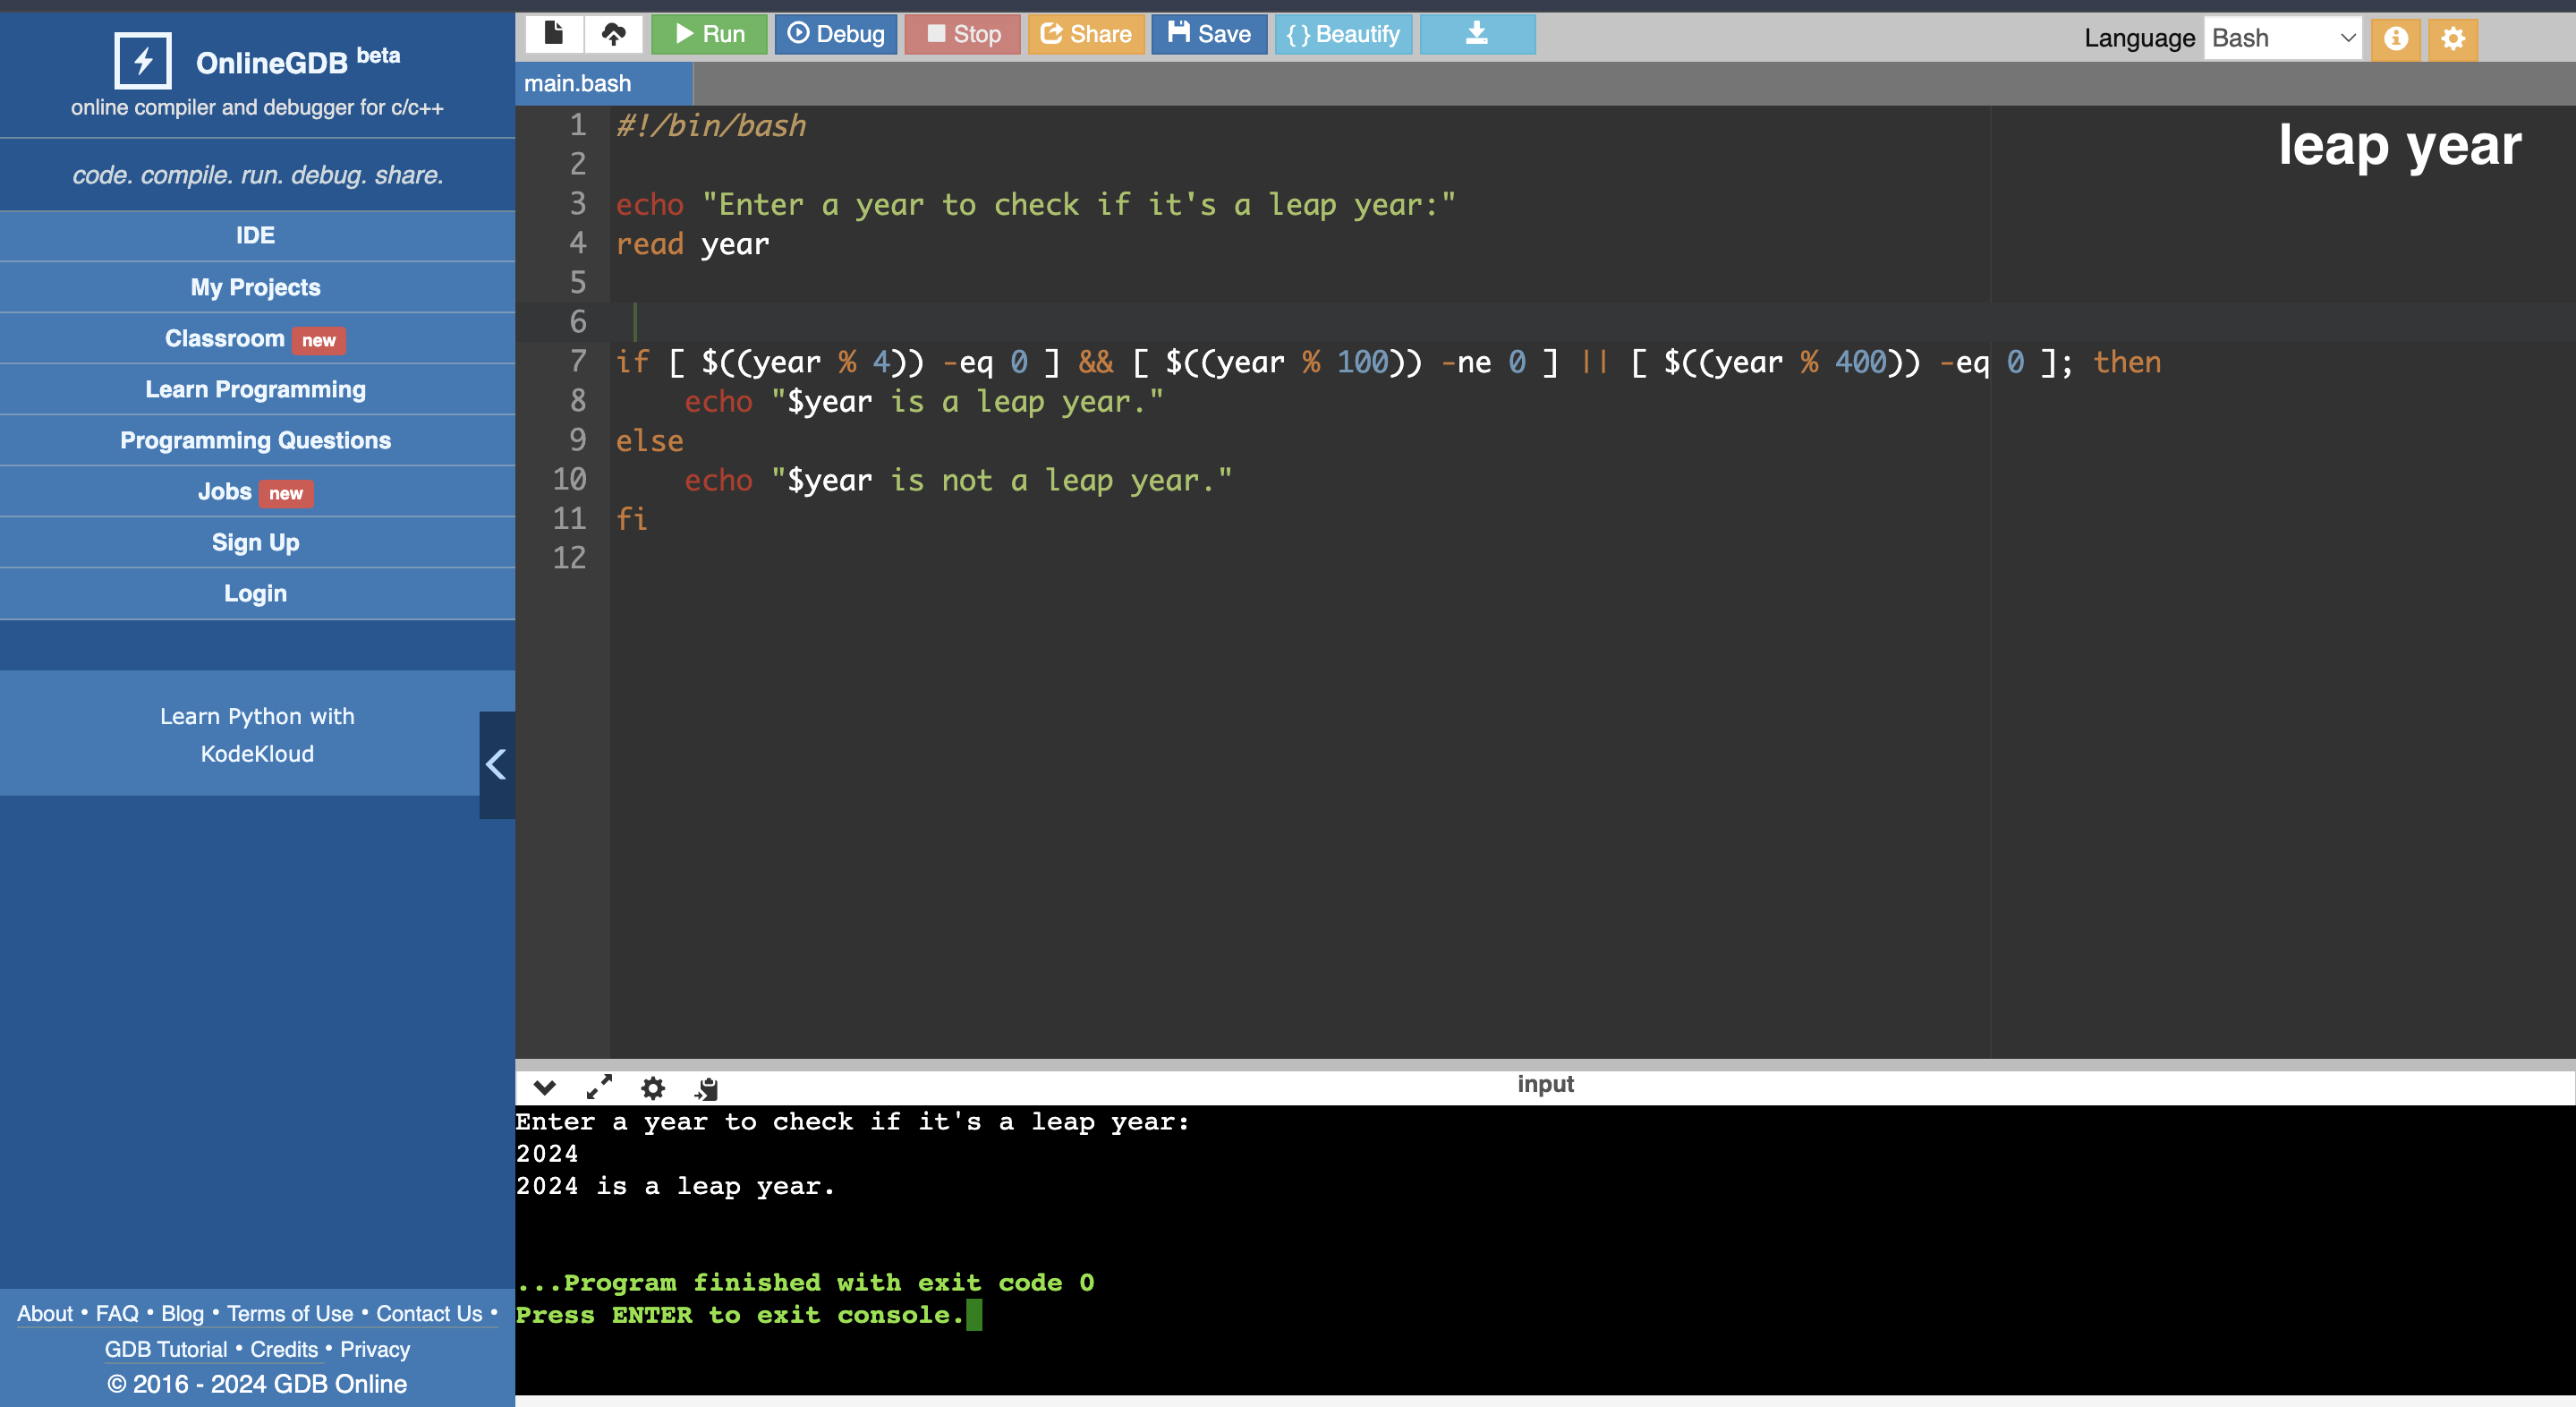 OnlineGDB beta
online compiler and debugger for c/c++
code. compile. run. debug. share.
IDE
My Projects
Classroom new
Learn Programming
Programming Questions
Jobs new
Sign Up
Login
Learn Python with
KodeKloud
About • FAQ • Blog • Terms of Use • Contact Us •
GDB Tutorial • Credits • Privacy
© 2016 - 2024 GDB Online
Run Debug Stop Share Save { } Beautify
Language Bash
main.bash
leap year
1 #!/bin/bash
2
3 echo "Enter a year to check if it's a leap year:"
4 read year
5
6
7 if [ $((year % 4)) -eq 0 ] && [ $((year % 100)) -ne 0 ] || [ $((year % 400)) -eq 0 ]; then
8     echo "$year is a leap year."
9 else
10     echo "$year is not a leap year."
11 fi
12
input
Enter a year to check if it's a leap year:
2024
2024 is a leap year.
...Program finished with exit code 0
Press ENTER to exit console.